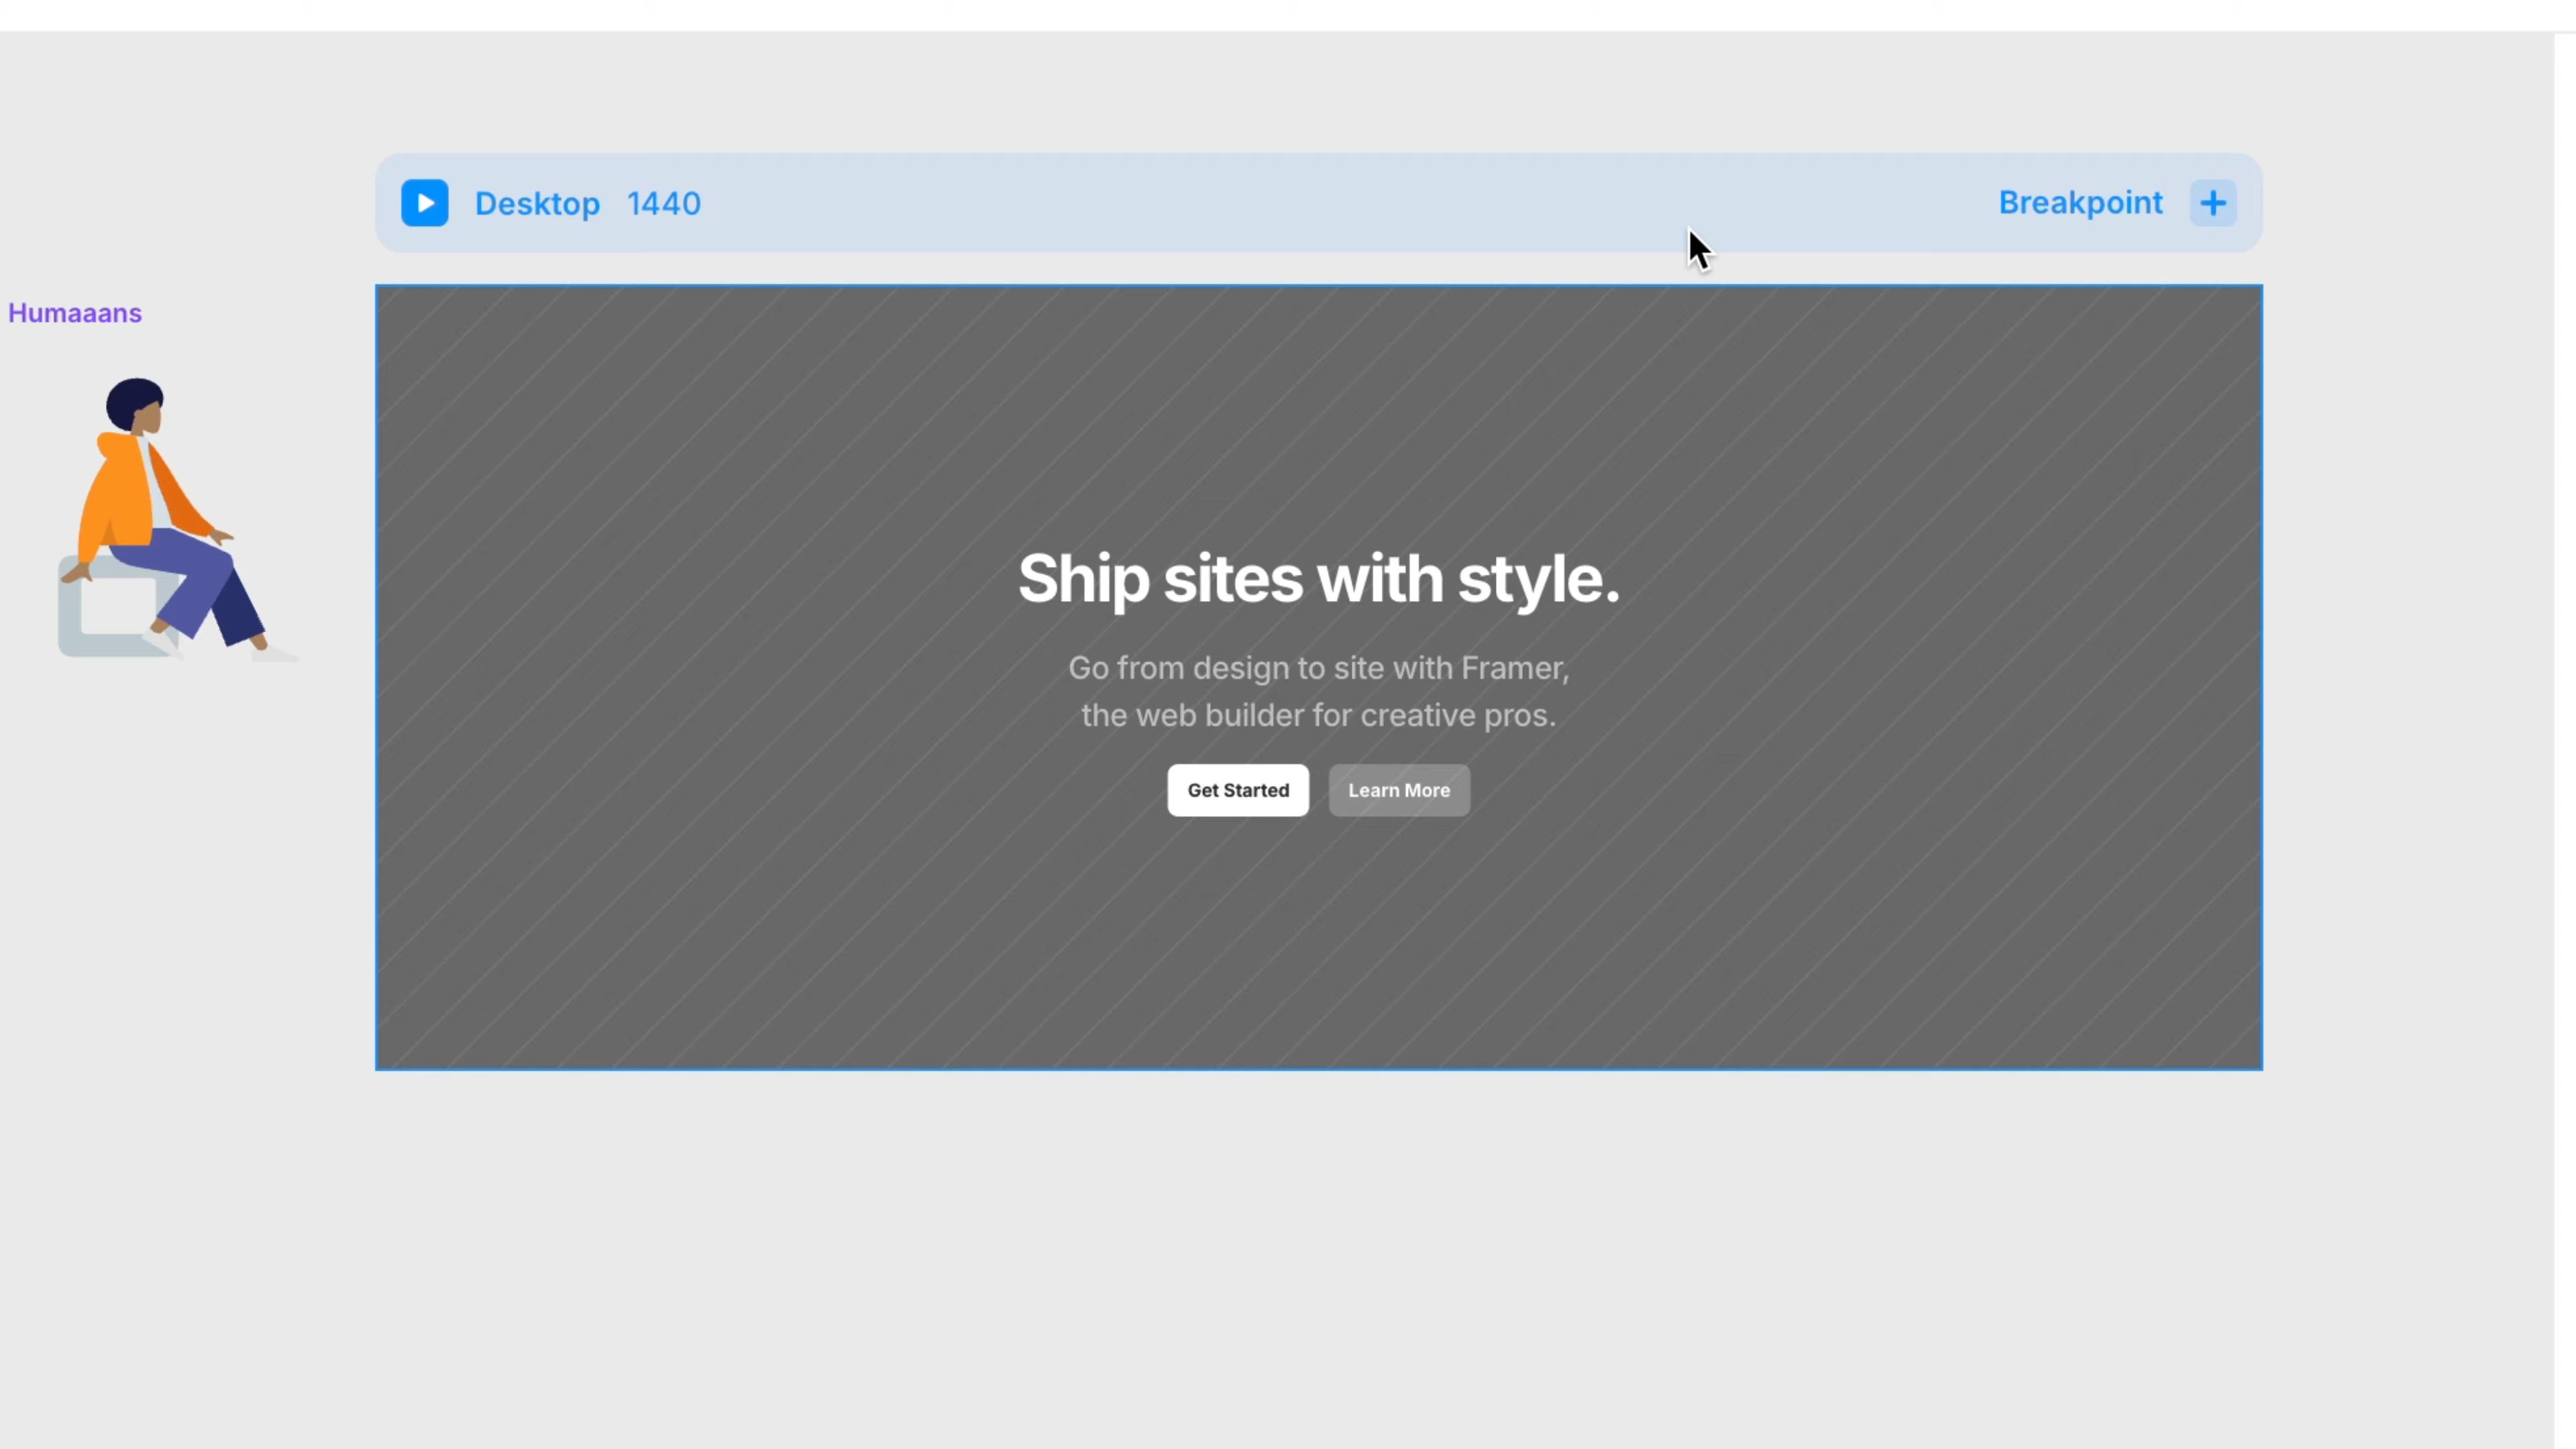 Desktop 1440
Breakpoint
Humaaans
Ship sites with style.
Go from design to site with Framer,
the web builder for creative pros.
Get Started
Learn More